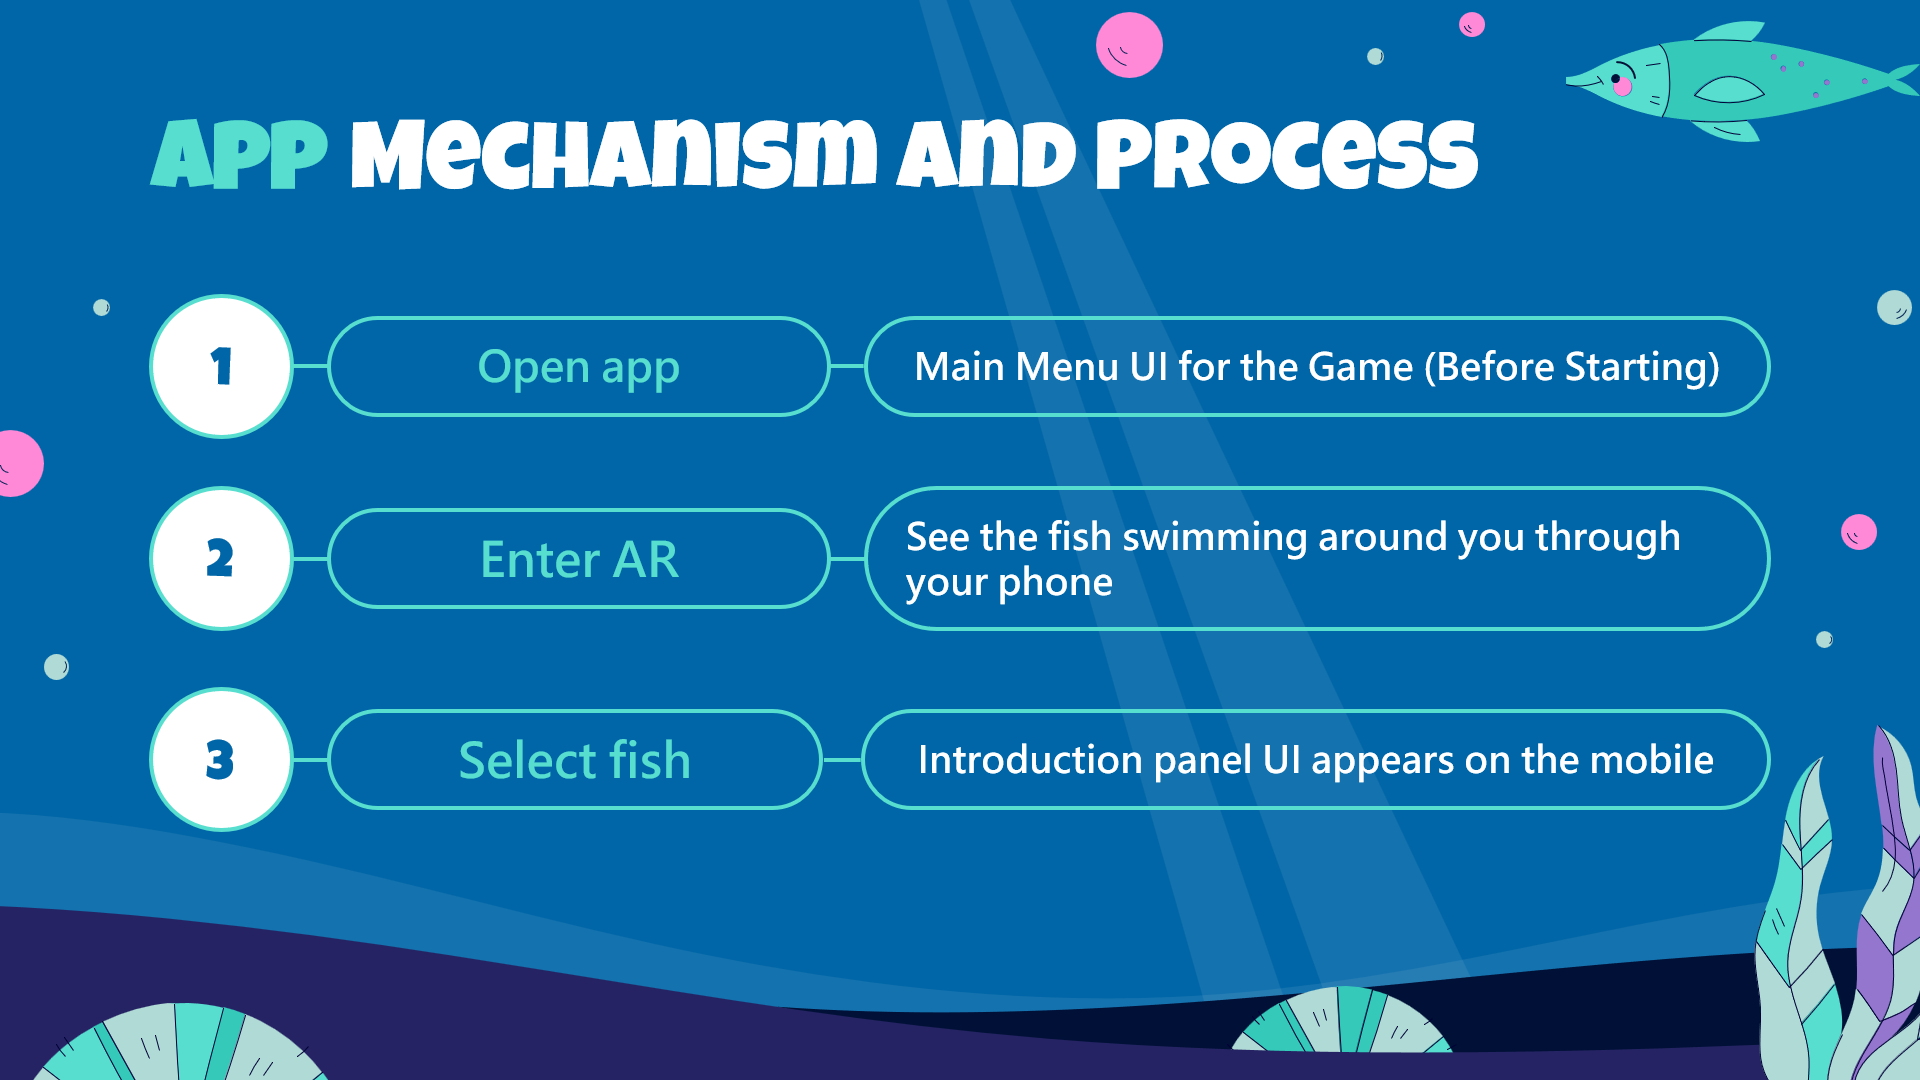 APP MECHANISM AND PROCESS
1
Open app
Main Menu UI for the Game (Before Starting)
2
Enter AR
See the fish swimming around you through
your phone
3
Select fish
Introduction panel UI appears on the mobile